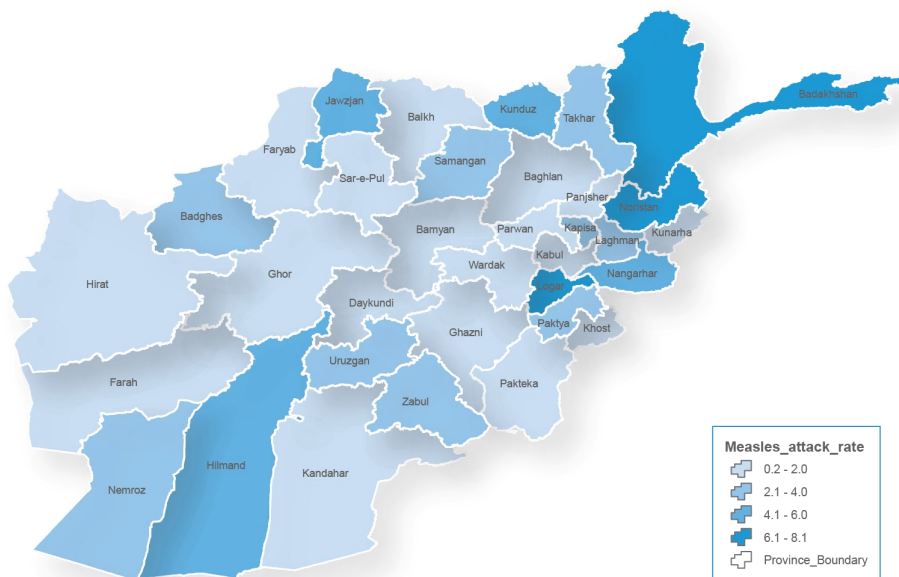 Badakhshan
Jawzjan
Kunduz
Balkh
Takhar
Faryab
Samangan
Sar-e-Pul
Baghlan
Panjsher
Noristan
Badghes
Bamyan
Parwan
Kapisa
Kunarha
Laghman
Kabul
Wardak
Nangarhar
Hirat
Ghor
Logar
Daykundi
Paktya
Khost
Ghazni
Uruzgan
Farah
Pakteka
Zabul
Hilmand
Kandahar
Nemroz
Measles_attack_rate
0.2 - 2.0
2.1 - 4.0
4.1 - 6.0
6.1 - 8.1
Province_Boundary